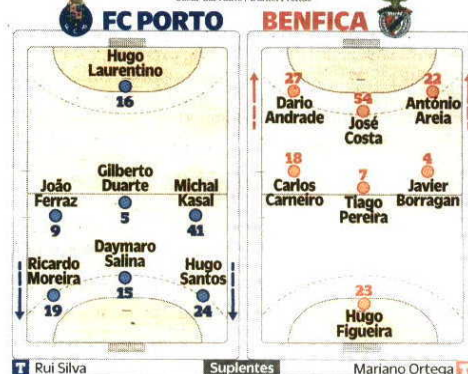 FC PORTO
BENFICA
Hugo
Laurentino
16
João
Ferraz
9
Gilberto
Duarte
5
Michal
Kasal
41
Ricardo
Moreira
19
Daymaro
Salina
15
Hugo
Santos
24
27
Dario
Andrade
54
José
Costa
22
António
Areia
18
Carlos
Carneiro
7
Tiago
Pereira
4
Javier
Borragan
23
Hugo
Figueira
T Rui Silva
Suplentes
Mariano Ortega